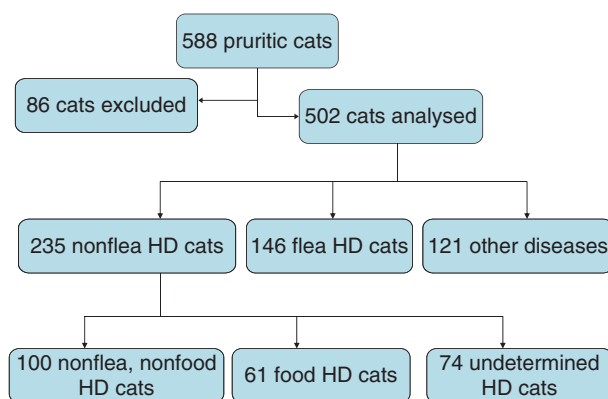 588 pruritic cats
86 cats excluded
502 cats analysed
235 nonflea HD cats
146 flea HD cats
121 other diseases
100 nonflea, nonfood
HD cats
61 food HD cats
74 undetermined
HD cats